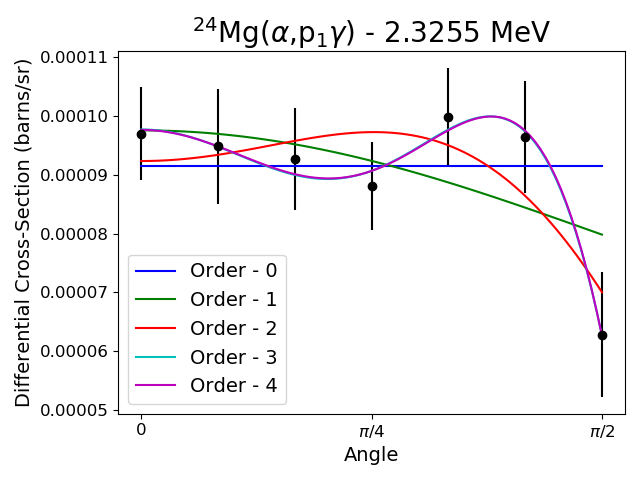 ²⁴Mg(α,p₁γ) - 2.3255 MeV
Differential Cross-Section (barns/sr)
0.00011
0.00010
0.00009
0.00008
0.00007
0.00006
0.00005
Order - 0
Order - 1
Order - 2
Order - 3
Order - 4
0 π/4 π/2
Angle